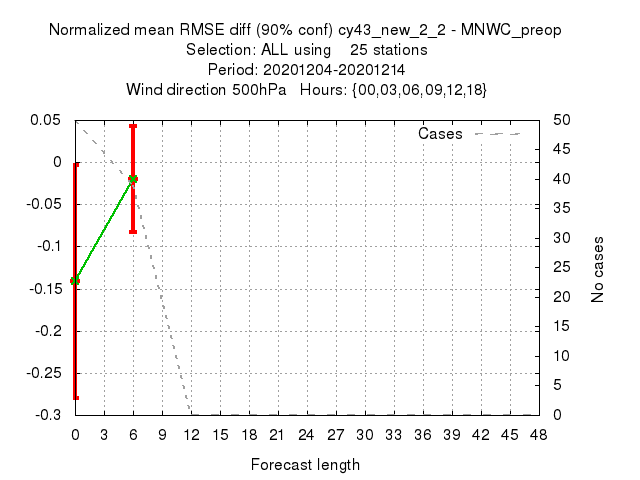 Normalized mean RMSE diff (90% conf) cy43_new_2_2 - MNWC_preop
Selection: ALL using 25 stations
Period: 20201204-20201214
Wind direction 500hPa Hours: {00,03,06,09,12,18}
Cases
0.05
0
-0.05
-0.1
-0.15
-0.2
-0.25
-0.3
50
45
40
35
30
25
20
15
10
5
0
No cases
0 3 6 9 12 15 18 21 24 27 30 33 36 39 42 45 48
Forecast length